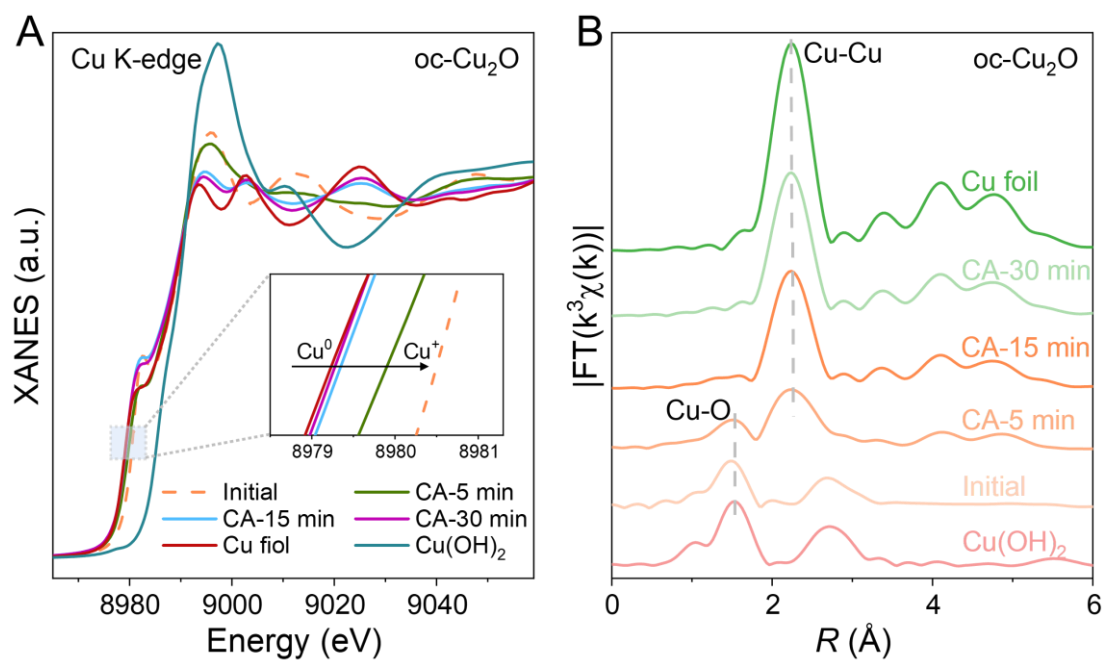 A
Cu K-edge
oc-Cu₂O
XANES (a.u.)
Cu⁰
Cu⁺
8979 8980 8981
Initial
CA-5 min
CA-15 min
CA-30 min
Cu fiol
Cu(OH)₂
8980 9000 9020 9040
Energy (eV)
B
Cu-Cu
oc-Cu₂O
|FT(k³χ(k))|
Cu foil
CA-30 min
CA-15 min
Cu-O
CA-5 min
Initial
Cu(OH)₂
0 2 4 6
R (Å)